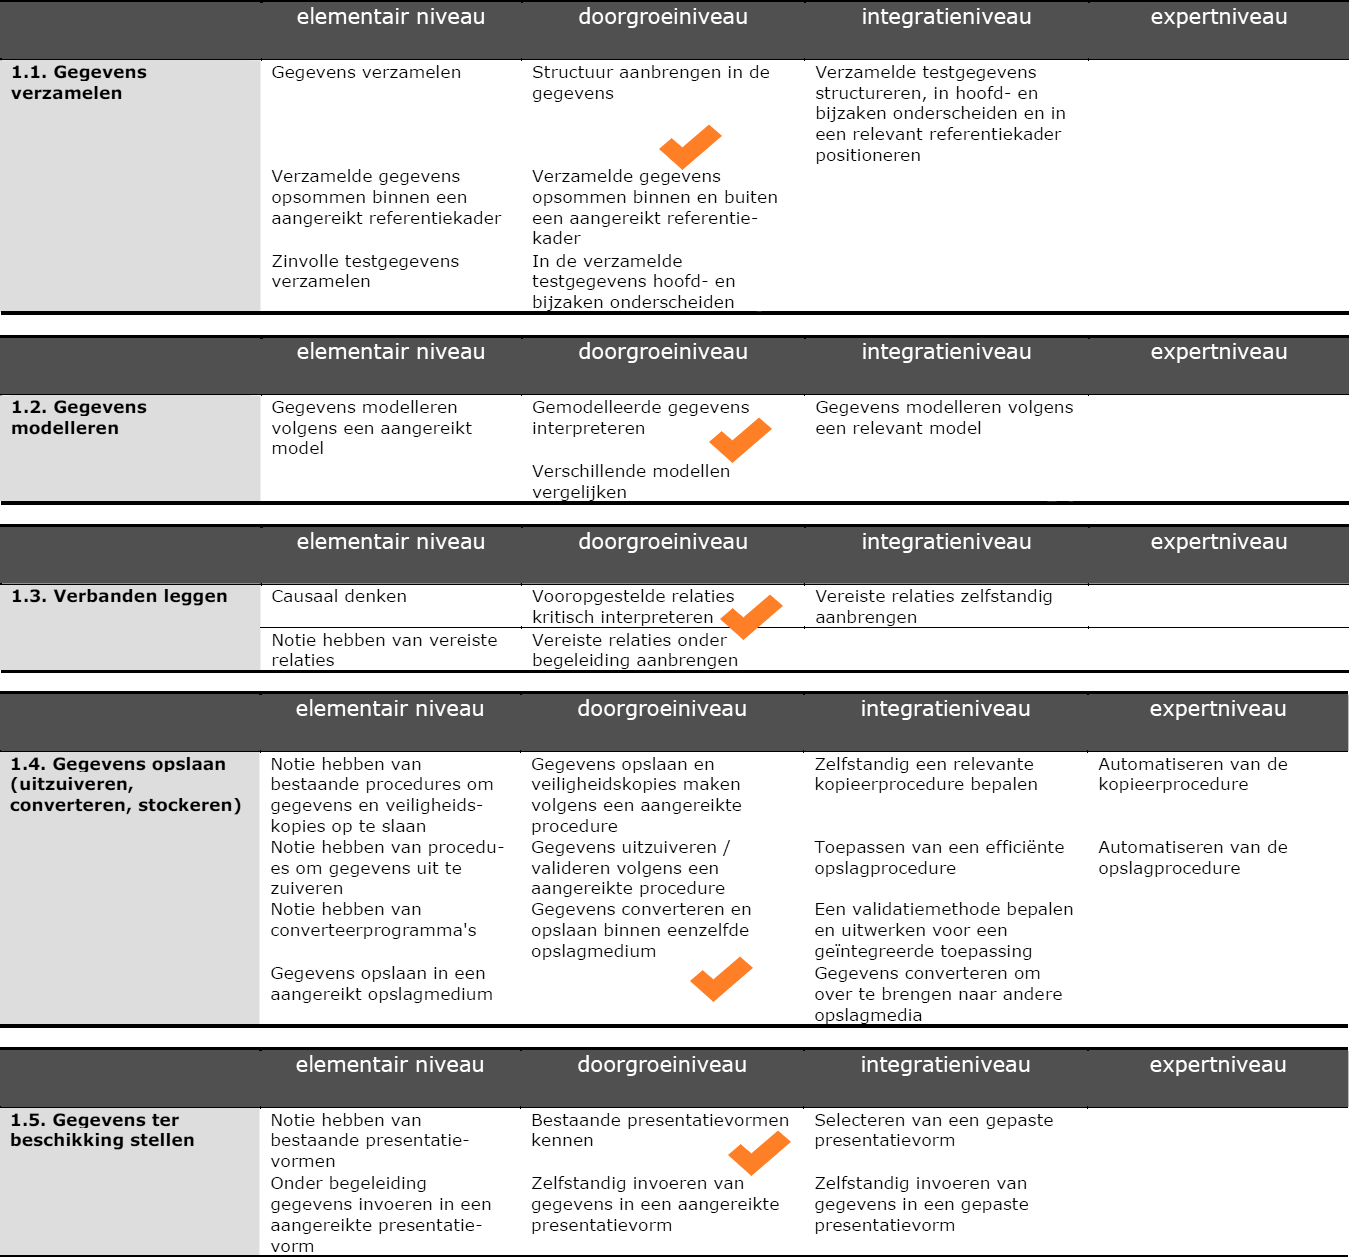 elementair niveau doorgroeiniveau integratieniveau expertniveau
1.1. Gegevens Gegevens verzamelen Structuur aanbrengen in de Verzamelde testgegevens
verzamelen gegevens structureren, in hoofd- en
bijzaken onderscheiden en in
een relevant referentiekader
positioneren
Verzamelde gegevens Verzamelde gegevens
opsommen binnen een opsommen binnen en buiten
aangereikt referentiekader een aangereikt referentie-
kader
Zinvolle testgegevens In de verzamelde
verzamelen testgegevens hoofd- en
bijzaken onderscheiden
elementair niveau doorgroeiniveau integratieniveau expertniveau
1.2. Gegevens Gegevens modelleren Gemodelleerde gegevens Gegevens modelleren volgens
modelleren volgens een aangereikt interpreteren een relevant model
model
Verschillende modellen
vergelijken
elementair niveau doorgroeiniveau integratieniveau expertniveau
1.3. Verbanden leggen Causaal denken Vooropgestelde relaties Vereiste relaties zelfstandig
kritisch interpreteren aanbrengen
Notie hebben van vereiste Vereiste relaties onder
relaties begeleiding aanbrengen
elementair niveau doorgroeiniveau integratieniveau expertniveau
1.4. Gegevens opslaan Notie hebben van Gegevens opslaan en Zelfstandig een relevante Automatiseren van de
(uitzuiveren, bestaande procedures om veiligheidskopies maken kopieerprocedure bepalen kopieerprocedure
converteren, stockeren) gegevens en veiligheids- volgens een aangereikte
kopies op te slaan procedure
Notie hebben van procedu- Gegevens uitzuiveren / Toepassen van een efficiënte Automatiseren van de
es om gegevens uit te valideren volgens een opslagprocedure opslagprocedure
zuiveren aangereikte procedure
Notie hebben van Gegevens converteren en Een validatiemethode bepalen
converteerprogramma's opslaan binnen eenzelfde en uitwerken voor een
opslagmedium geïntegreerde toepassing
Gegevens opslaan in een Gegevens converteren om
aangereikt opslagmedium over te brengen naar andere
opslagmedia
elementair niveau doorgroeiniveau integratieniveau expertniveau
1.5. Gegevens ter Notie hebben van Bestaande presentatievormen Selecteren van een gepaste
beschikking stellen bestaande presentatie- kennen presentatievorm
vormen
Onder begeleiding Zelfstandig invoeren van Zelfstandig invoeren van
gegevens invoeren in een gegevens in een aangereikte gegevens in een gepaste
aangereikte presentatie- presentatievorm presentatievorm
vorm